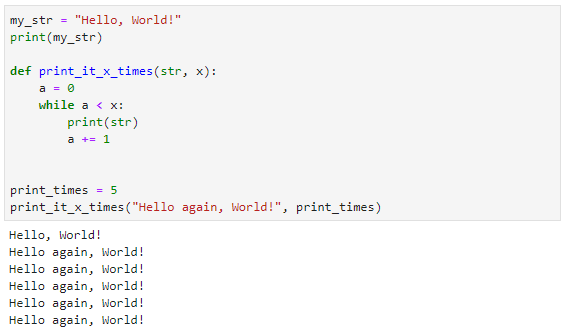 my_str = "Hello, World!"
print(my_str)

def print_it_x_times(str, x):
    a = 0
    while a < x:
        print(str)
        a += 1


print_times = 5
print_it_x_times("Hello again, World!", print_times)
Hello, World!
Hello again, World!
Hello again, World!
Hello again, World!
Hello again, World!
Hello again, World!